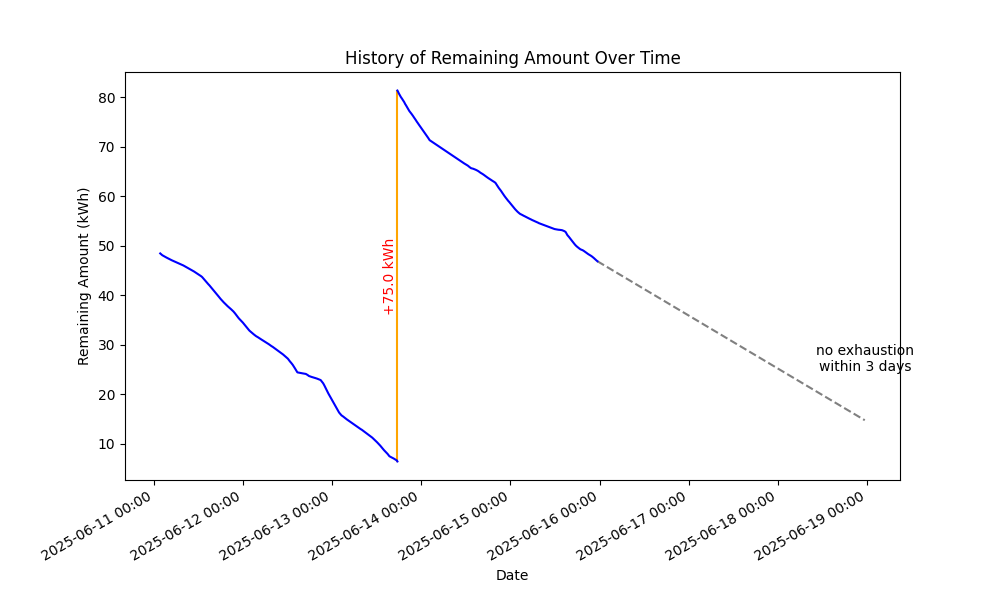 History of Remaining Amount Over Time
Remaining Amount (kWh)
80
70
60
50
40
30
20
10
+75.0 kWh
no exhaustion
within 3 days
2025-06-11 00:00
2025-06-12 00:00
2025-06-13 00:00
2025-06-14 00:00
2025-06-15 00:00
2025-06-16 00:00
2025-06-17 00:00
2025-06-18 00:00
2025-06-19 00:00
Date